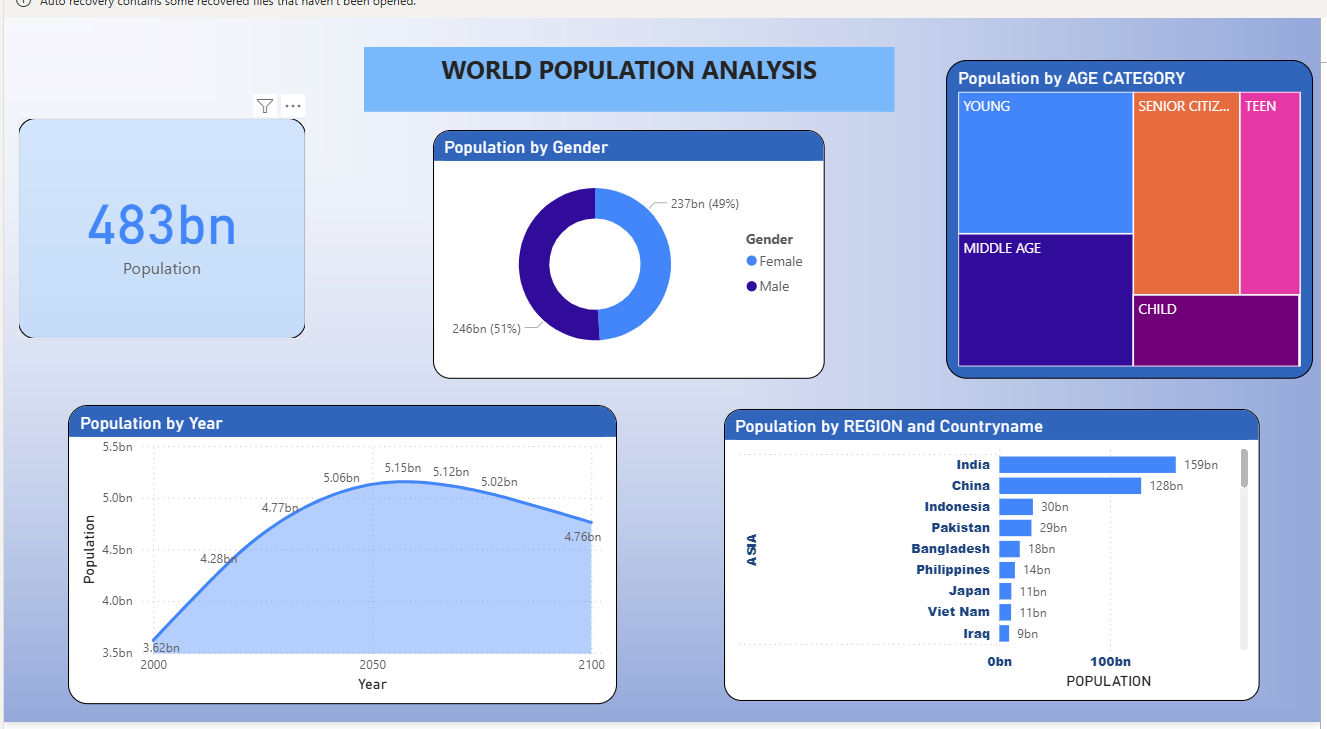 Auto recovery contains some recovered files that haven't been opened.
WORLD POPULATION ANALYSIS
483bn
Population
Population by Gender
237bn (49%)
246bn (51%)
Gender
Female
Male
Population by AGE CATEGORY
YOUNG
SENIOR CITIZ...
TEEN
MIDDLE AGE
CHILD
Population by Year
Population
5.5bn
5.0bn
4.5bn
4.0bn
3.5bn
3.62bn
4.28bn
4.77bn
5.06bn
5.15bn
5.12bn
5.02bn
4.76bn
2000
2050
2100
Year
Population by REGION and Countryname
ASIA
India 159bn
China 128bn
Indonesia 30bn
Pakistan 29bn
Bangladesh 18bn
Philippines 14bn
Japan 11bn
Viet Nam 11bn
Iraq 9bn
0bn 100bn
POPULATION